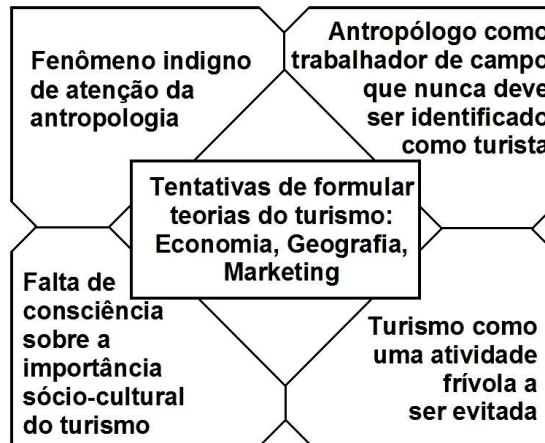 Fenômeno indigno
de atenção da
antropologia
Antropólogo como
trabalhador de campo
que nunca deve
ser identificado
como turista
Tentativas de formular
teorias do turismo:
Economia, Geografia,
Marketing
Falta de
consciência
sobre a
importância
sócio-cultural
do turismo
Turismo como
uma atividade
frívola a
ser evitada